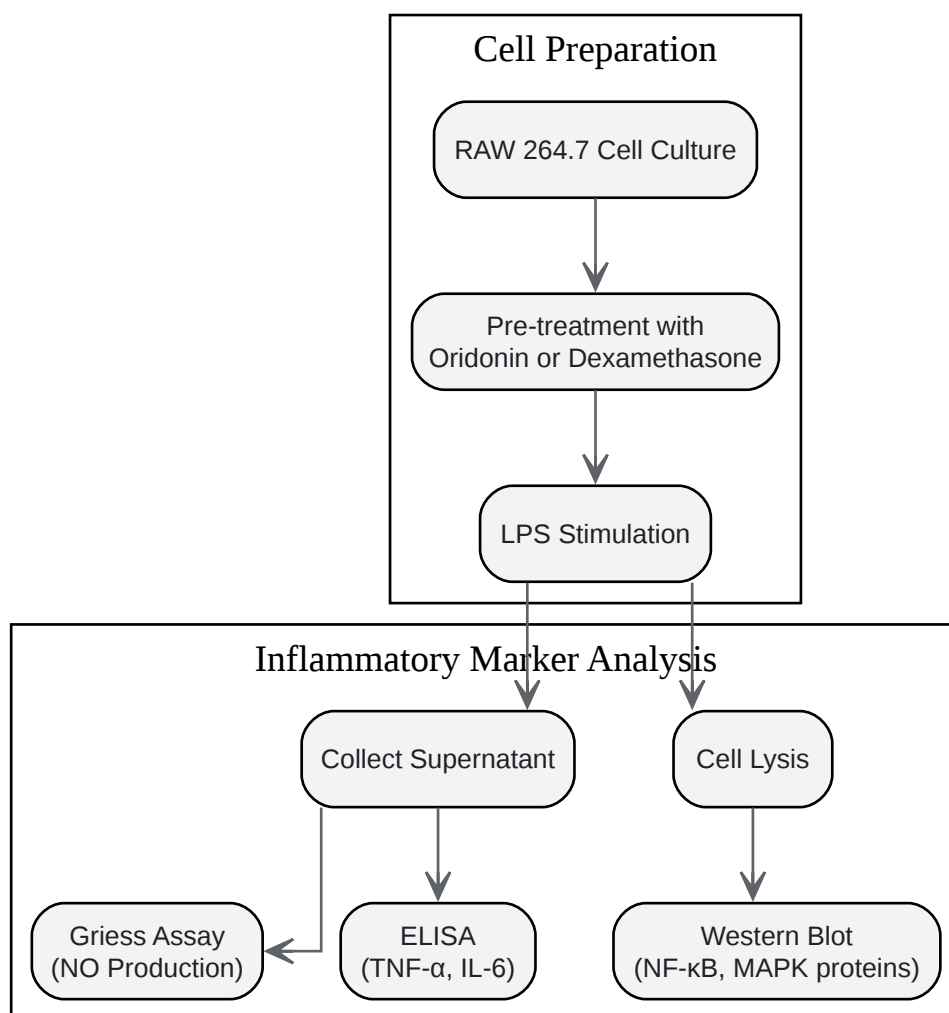 Cell Preparation
RAW 264.7 Cell Culture
Pre-treatment with
Oridonin or Dexamethasone
LPS Stimulation
Inflammatory Marker Analysis
Collect Supernatant
Cell Lysis
Griess Assay
(NO Production)
ELISA
(TNF-α, IL-6)
Western Blot
(NF-κB, MAPK proteins)